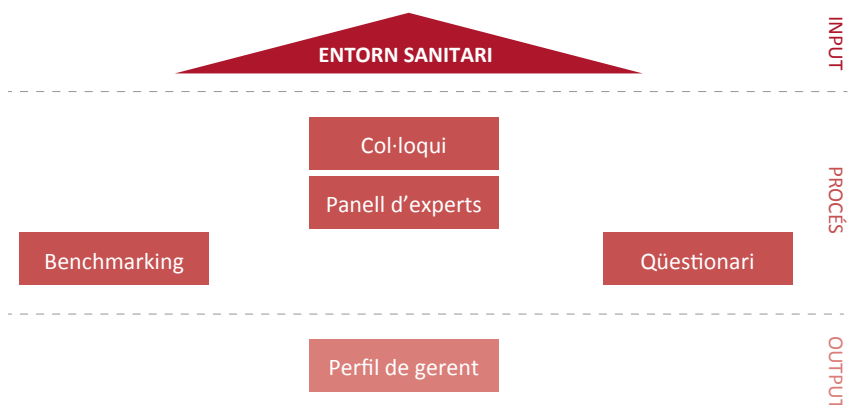 INPUT
ENTORN SANITARI
Col·loqui
Panell d’experts
PROCÉS
Benchmarking
Qüestionari
OUTPUT
Perfil de gerent